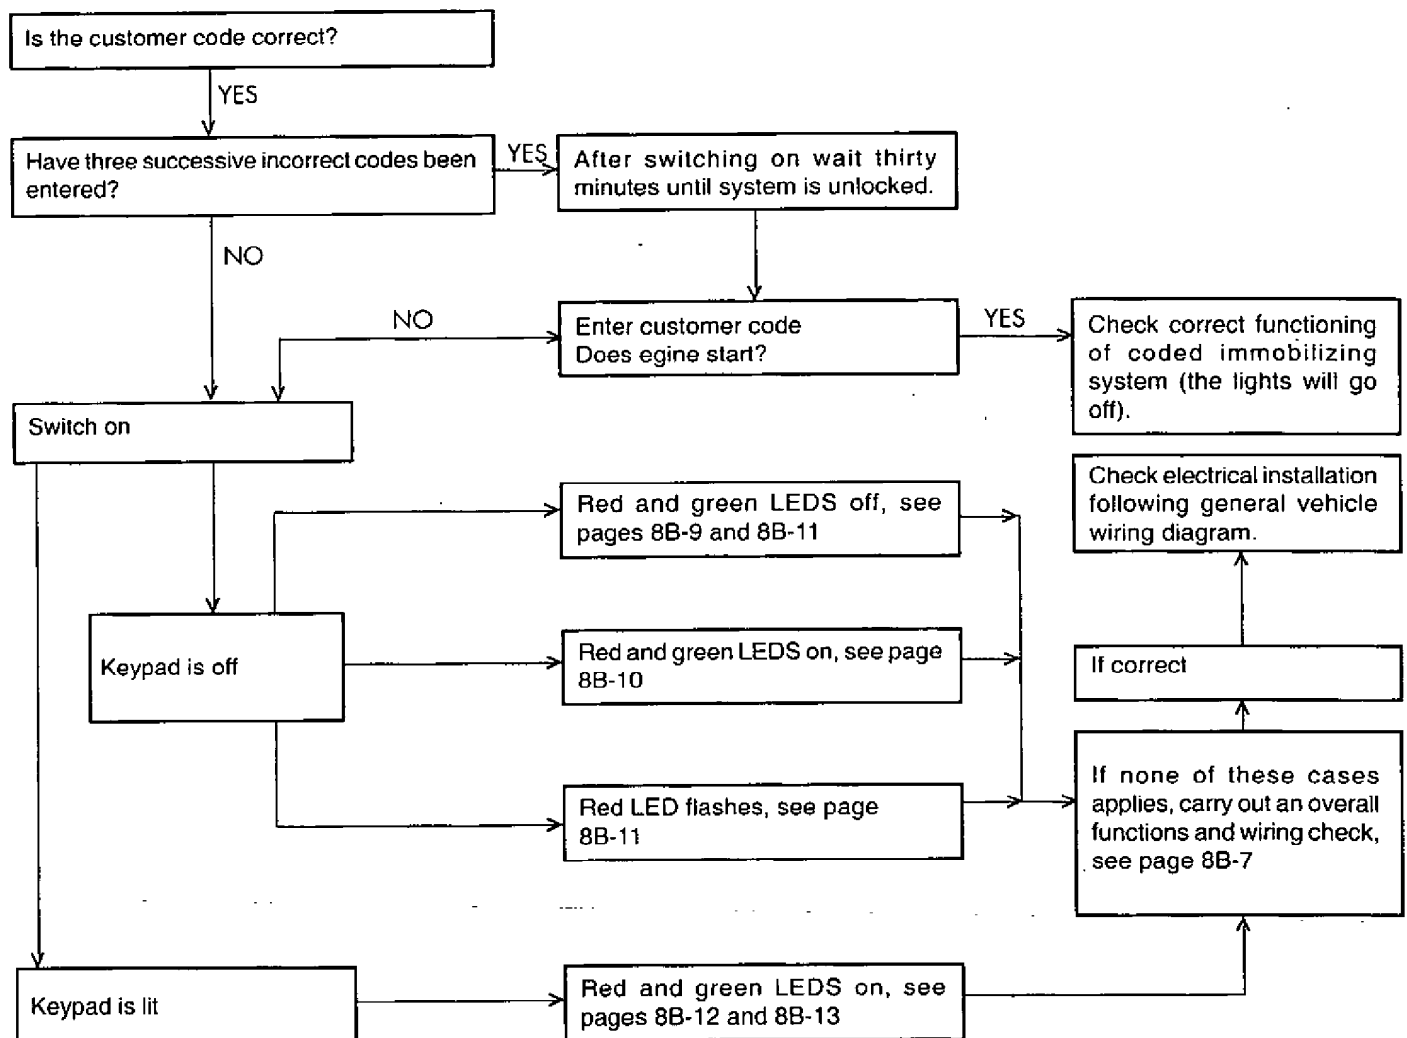 Is the customer code correct?
YES
Have three successive incorrect codes been
entered?
YES
After switching on wait thirty
minutes until system is unlocked.
NO
NO
Enter customer code
Does egine start?
YES
Check correct functioning
of coded immobilizing
system (the lights will go
off).
Switch on
Check electrical installation
following general vehicle
wiring diagram.
Red and green LEDS off, see
pages 8B-9 and 8B-11
Keypad is off
Red and green LEDS on, see page
8B-10
If correct
Red LED flashes, see page
8B-11
If none of these cases
applies, carry out an overall
functions and wiring check,
see page 8B-7
Keypad is lit
Red and green LEDS on, see
pages 8B-12 and 8B-13